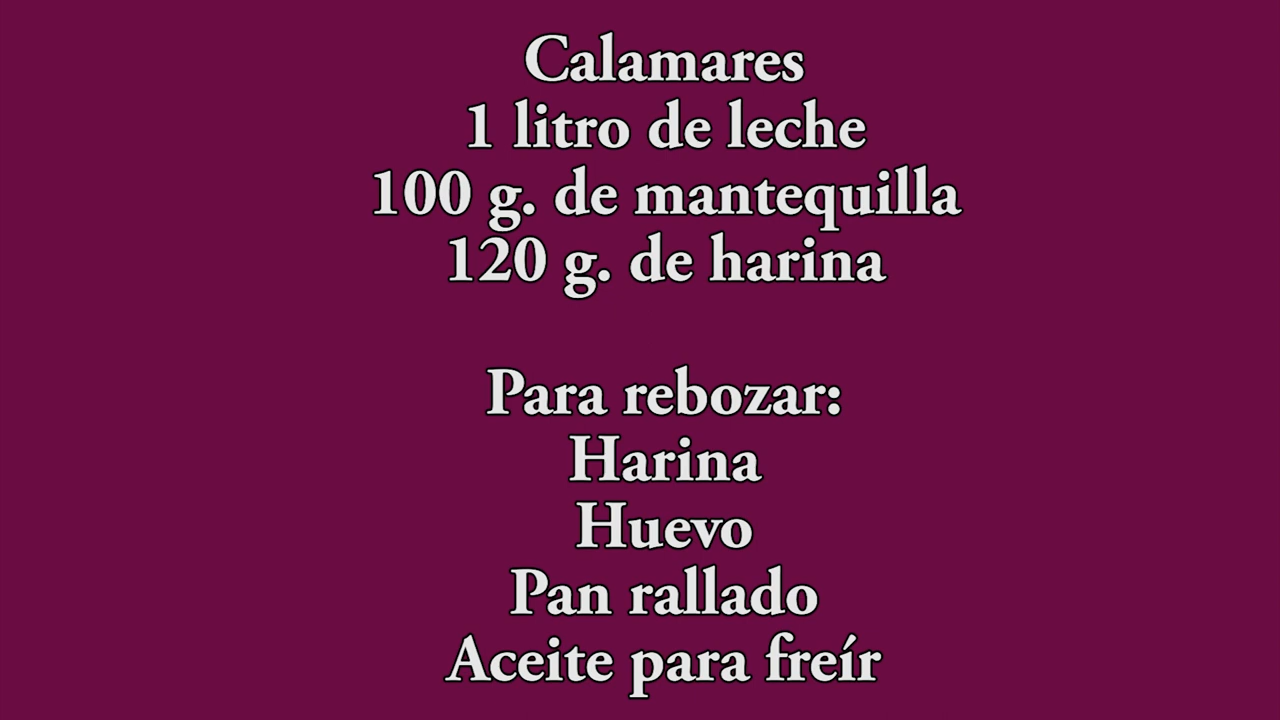 Calamares
1 litro de leche
100 g. de mantequilla
120 g. de harina
Para rebozar:
Harina
Huevo
Pan rallado
Aceite para freír